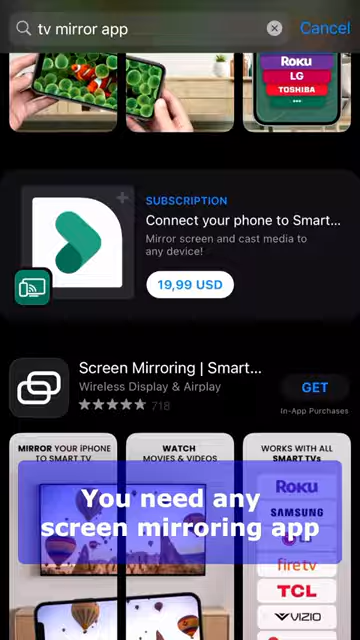 tv mirror app
Cancel
Roku
LG
TOSHIBA
SUBSCRIPTION
Connect your phone to Smart...
Mirror screen and cast media to
any device!
19,99 USD
Screen Mirroring | Smart...
Wireless Display & Airplay
718
GET
In-App Purchases
MIRROR YOUR iPHONE
TO SMART TV
WATCH
MOVIES & VIDEOS
WORKS WITH ALL
SMART TVs
Roku
SAMSUNG
LG
fire tv
TCL
VIZIO
You need any
screen mirroring app